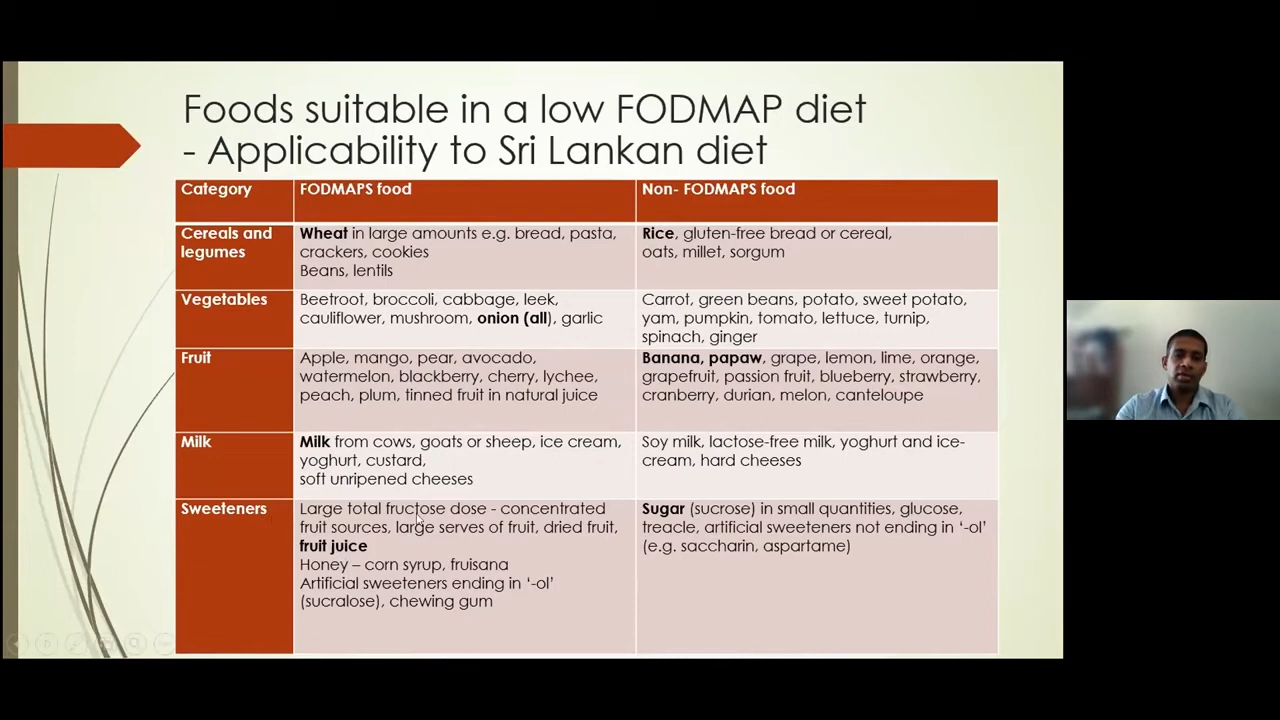 Foods suitable in a low FODMAP diet
- Applicability to Sri Lankan diet
Category
FODMAPS food
Non- FODMAPS food
Cereals and
legumes
Wheat in large amounts e.g. bread, pasta,
crackers, cookies
Beans, lentils
Rice, gluten-free bread or cereal,
oats, millet, sorgum
Vegetables
Beetroot, broccoli, cabbage, leek,
cauliflower, mushroom, onion (all), garlic
Carrot, green beans, potato, sweet potato,
yam, pumpkin, tomato, lettuce, turnip,
spinach, ginger
Fruit
Apple, mango, pear, avocado,
watermelon, blackberry, cherry, lychee,
peach, plum, tinned fruit in natural juice
Banana, papaw, grape, lemon, lime, orange,
grapefruit, passion fruit, blueberry, strawberry,
cranberry, durian, melon, canteloupe
Milk
Milk from cows, goats or sheep, ice cream,
yoghurt, custard,
soft unripened cheeses
Soy milk, lactose-free milk, yoghurt and ice-
cream, hard cheeses
Sweeteners
Large total fructose dose - concentrated
fruit sources, large serves of fruit, dried fruit,
fruit juice
Honey – corn syrup, fruisana
Artificial sweeteners ending in ‘-ol’
(sucralose), chewing gum
Sugar (sucrose) in small quantities, glucose,
treacle, artificial sweeteners not ending in ‘-ol’
(e.g. saccharin, aspartame)